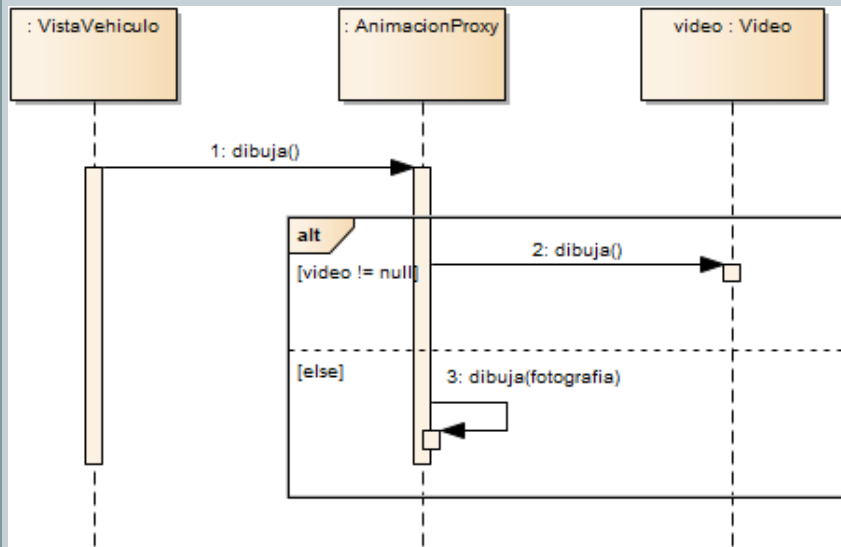 : VistaVehiculo
: AnimacionProxy
video : Video
1: dibuja()
alt
2: dibuja()
[video != null]
[else]
3: dibuja(fotografia)